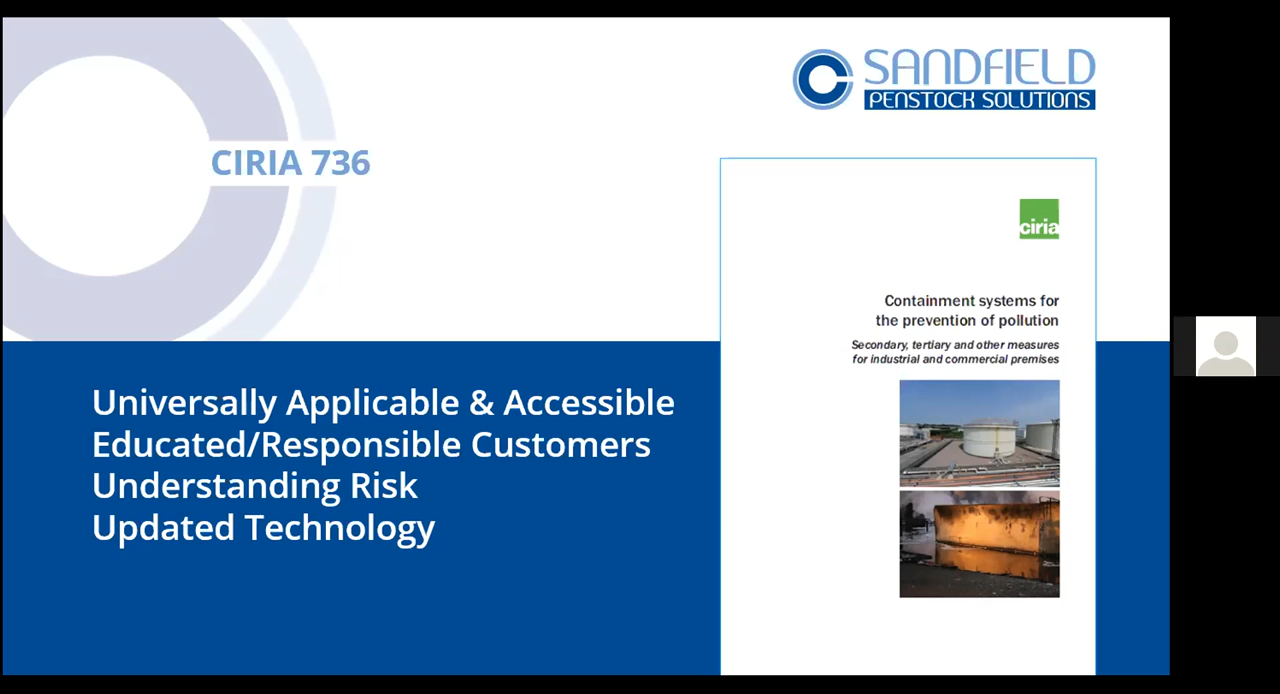 SANDFIELD
PENSTOCK SOLUTIONS
CIRIA 736
ciria
Containment systems for
the prevention of pollution
Secondary, tertiary and other measures
for industrial and commercial premises
Universally Applicable & Accessible
Educated/Responsible Customers
Understanding Risk
Updated Technology